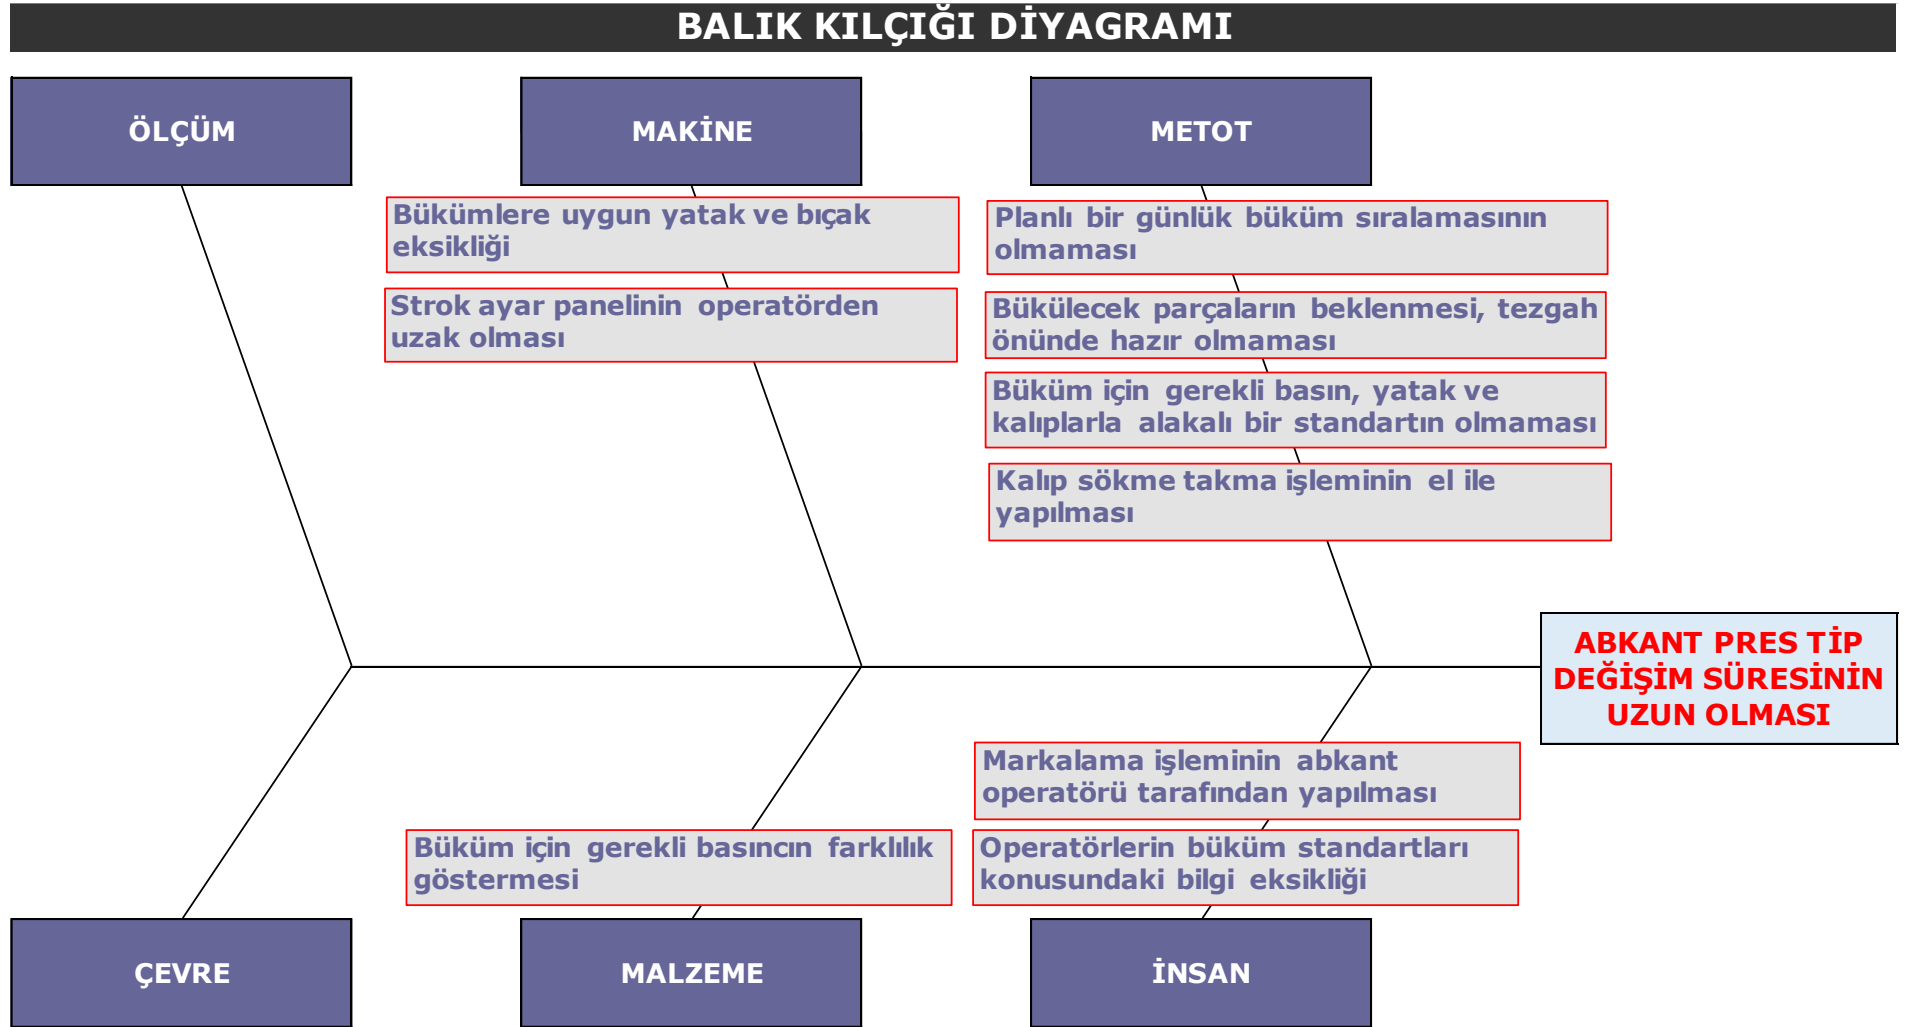 BALIK KILÇIĞI DİYAGRAMI
ÖLÇÜM
MAKİNE
METOT
Bükümlere uygun yatak ve bıçak
eksikliği
Strok ayar panelinin operatörden
uzak olması
Planlı bir günlük büküm sıralamasının
olmaması
Bükülecek parçaların beklenmesi, tezgah
önünde hazır olmaması
Büküm için gerekli basın, yatak ve
kalıplarla alakalı bir standartın olmaması
Kalıp sökme takma işleminin el ile
yapılması
ABKANT PRES TİP
DEĞİŞİM SÜRESİNİN
UZUN OLMASI
Markalama işleminin abkant
operatörü tarafından yapılması
Büküm için gerekli basıncın farklılık
göstermesi
Operatörlerin büküm standartları
konusundaki bilgi eksikliği
ÇEVRE
MALZEME
İNSAN